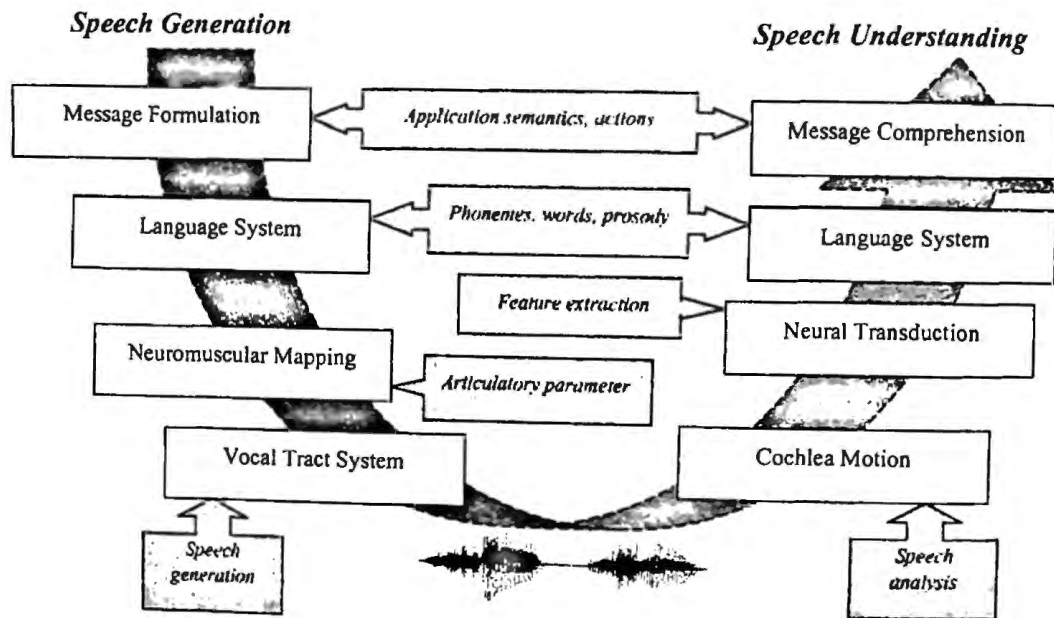 Speech Generation
Speech Understanding
Message Formulation
Application semantics, actions
Message Comprehension
Language System
Phonemes, words, prosody
Language System
Feature extraction
Neural Transduction
Neuromuscular Mapping
Articulatory parameter
Vocal Tract System
Cochlea Motion
Speech
generation
Speech
analysis